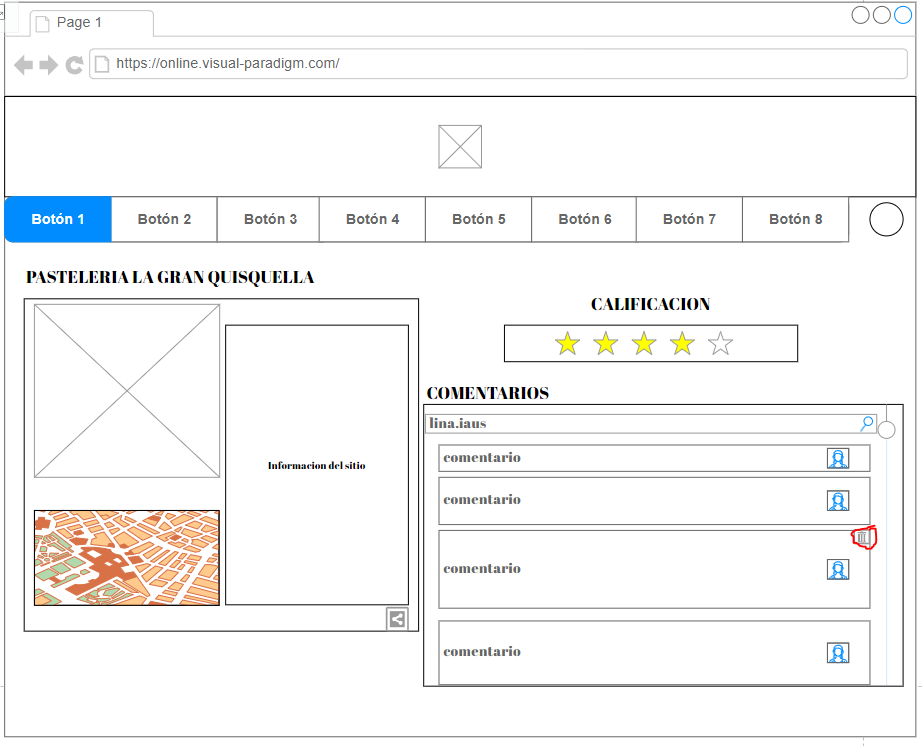 Page 1
https://online.visual-paradigm.com/
Botón 1 Botón 2 Botón 3 Botón 4 Botón 5 Botón 6 Botón 7 Botón 8
PASTELERIA LA GRAN QUISQUELLA
Informacion del sitio
CALIFICACION
COMENTARIOS
lina.iaus
comentario
comentario
comentario
comentario